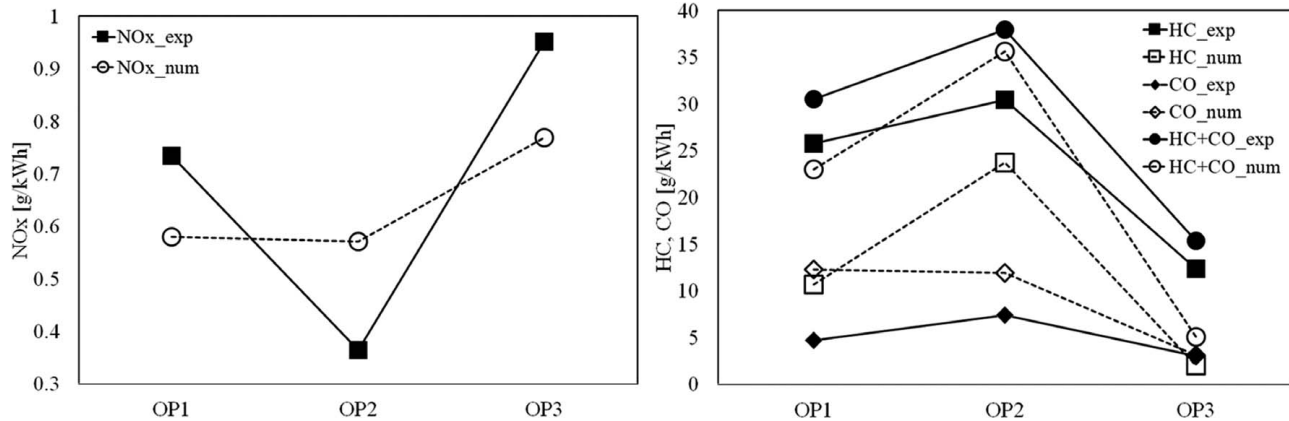 1
0.9
0.8
0.7
0.6
0.5
0.4
0.3
NOx [g/kWh]
NOx_exp
NOx_num
OP1 OP2 OP3
40
35
30
25
20
15
10
5
0
HC, CO [g/kWh]
HC_exp
HC_num
CO_exp
CO_num
HC+CO_exp
HC+CO_num
OP1 OP2 OP3